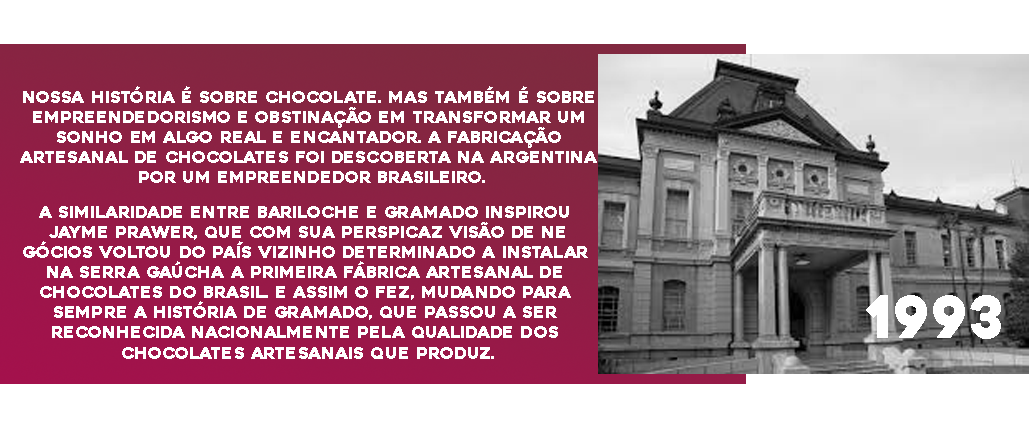 NOSSA HISTÓRIA É SOBRE CHOCOLATE. MAS TAMBÉM É SOBRE
EMPREENDEDORISMO E OBSTINAÇÃO EM TRANSFORMAR UM
SONHO EM ALGO REAL E ENCANTADOR. A FABRICAÇÃO
ARTESANAL DE CHOCOLATES FOI DESCOBERTA NA ARGENTINA
POR UM EMPREENDEDOR BRASILEIRO.
A SIMILARIDADE ENTRE BARILOCHE E GRAMADO INSPIROU
JAYME PRAWER, QUE COM SUA PERSPICAZ VISÃO DE NE
GÓCIOS VOLTOU DO PAÍS VIZINHO DETERMINADO A INSTALAR
NA SERRA GAÚCHA A PRIMEIRA FÁBRICA ARTESANAL DE
CHOCOLATES DO BRASIL. E ASSIM O FEZ, MUDANDO PARA
SEMPRE A HISTÓRIA DE GRAMADO, QUE PASSOU A SER
RECONHECIDA NACIONALMENTE PELA QUALIDADE DOS
CHOCOLATES ARTESANAIS QUE PRODUZ.
1993